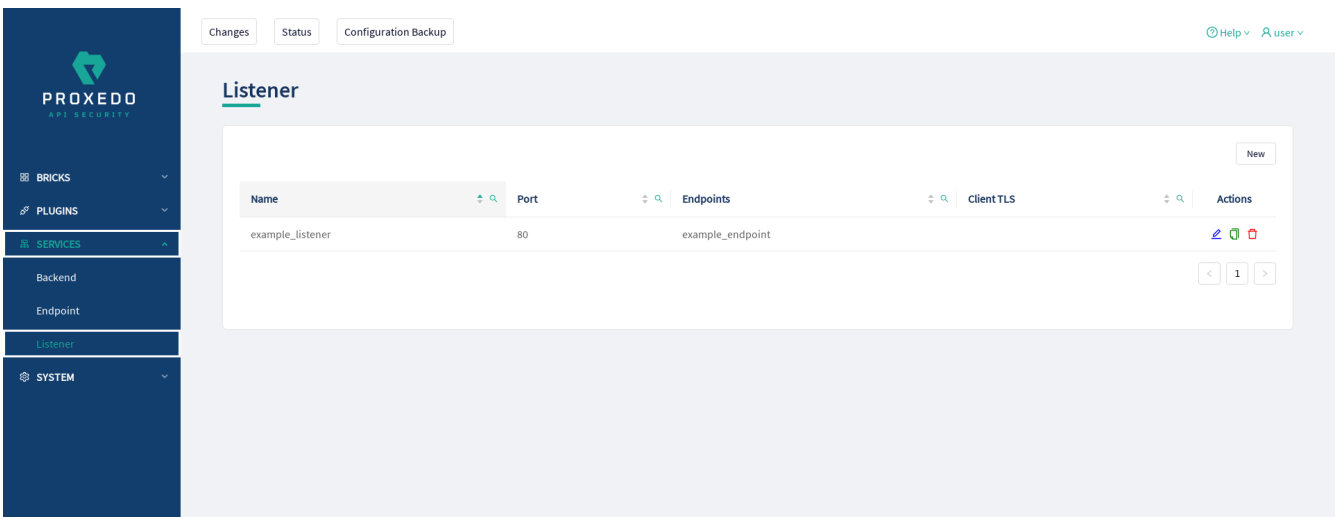 Changes Status Configuration Backup Help user
PROXEDO
API SECURITY
Listener
New
BRICKS
PLUGINS
SERVICES
Backend
Endpoint
Listener
SYSTEM
Name Port Endpoints Client TLS Actions
example_listener 80 example_endpoint
1